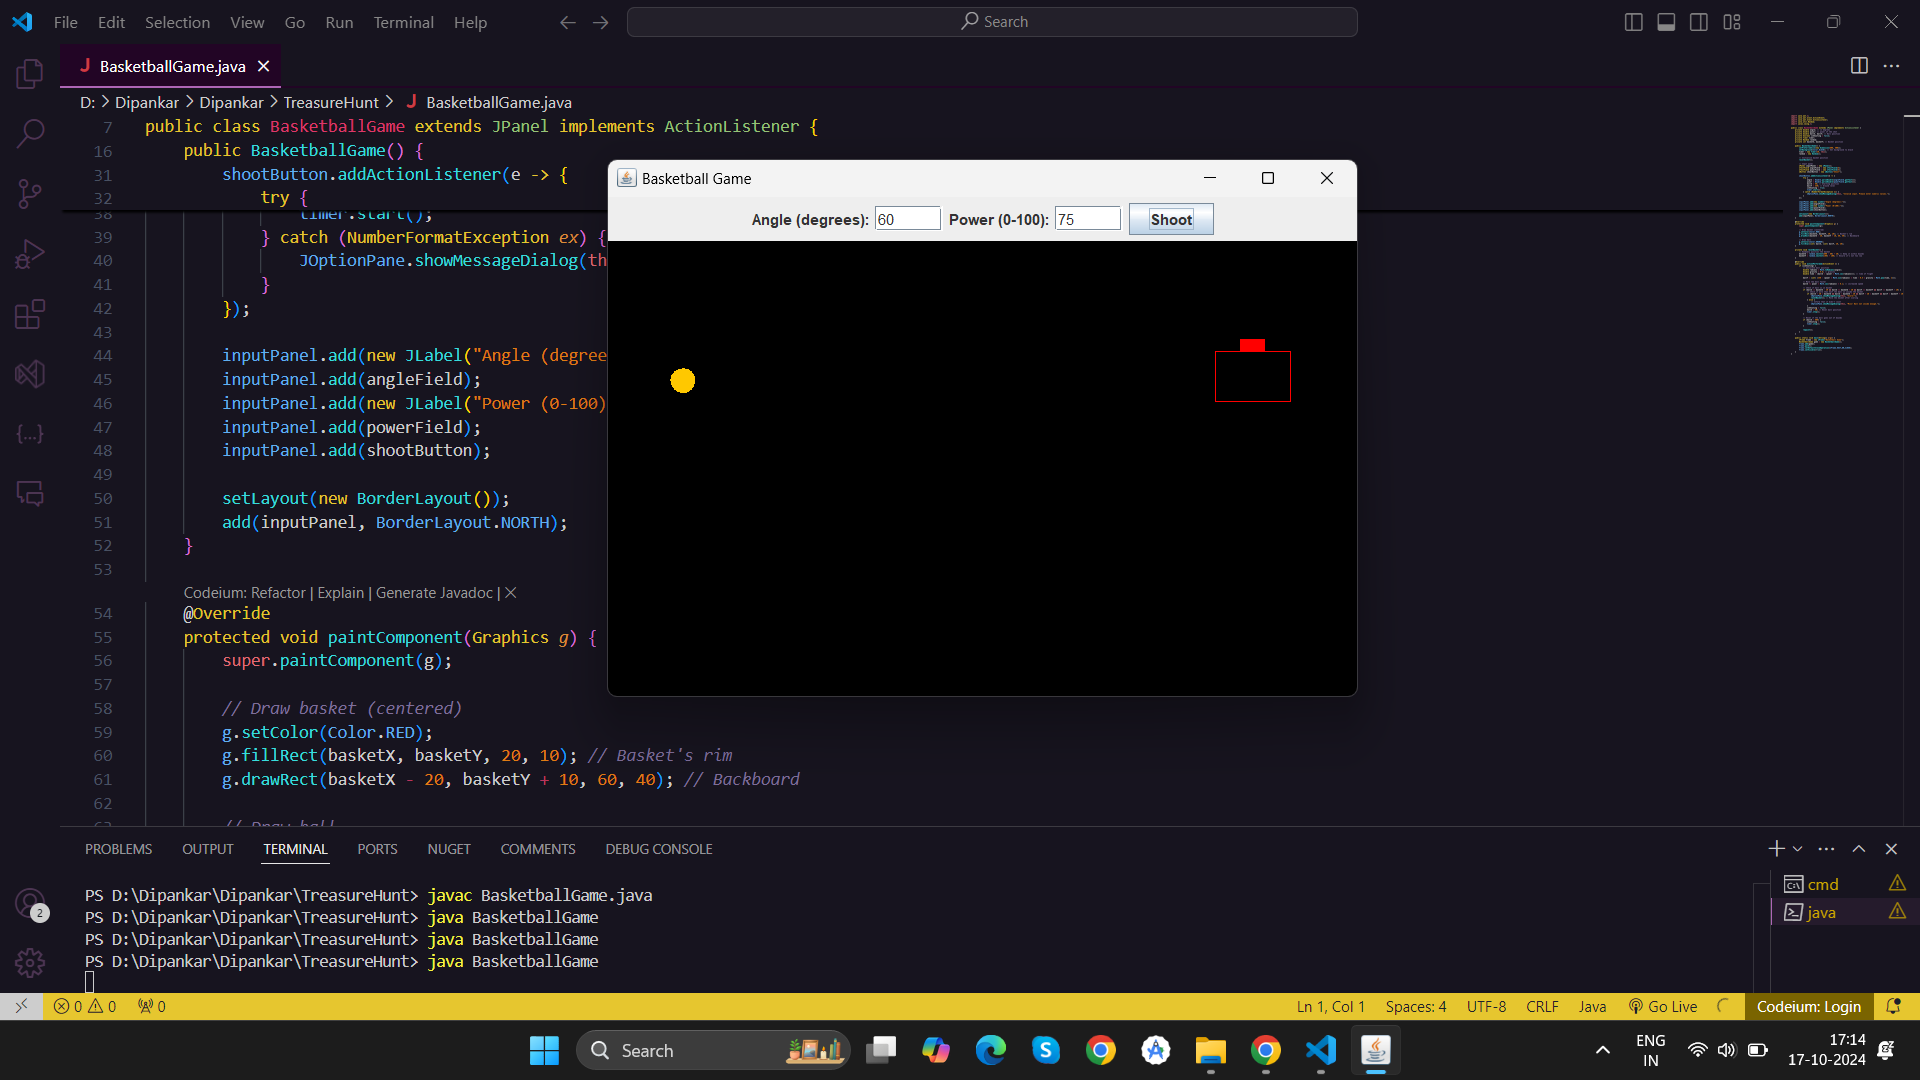 File Edit Selection View Go Run Terminal Help
Search
BasketballGame.java
D: > Dipankar > Dipankar > TreasureHunt > BasketballGame.java
7 public class BasketballGame extends JPanel implements ActionListener {
16 public BasketballGame() {
31 shootButton.addActionListener(e -> {
32 try {
38 timer.start();
39 } catch (NumberFormatException ex) {
40 JOptionPane.showMessageDialog(th
41 }
42 });
43
44 inputPanel.add(new JLabel("Angle (degree
45 inputPanel.add(angleField);
46 inputPanel.add(new JLabel("Power (0-100)
47 inputPanel.add(powerField);
48 inputPanel.add(shootButton);
49
50 setLayout(new BorderLayout());
51 add(inputPanel, BorderLayout.NORTH);
52 }
53
Codeium: Refactor | Explain | Generate Javadoc | X
54 @Override
55 protected void paintComponent(Graphics g) {
56 super.paintComponent(g);
57
58 // Draw basket (centered)
59 g.setColor(Color.RED);
60 g.fillRect(basketX, basketY, 20, 10); // Basket's rim
61 g.drawRect(basketX - 20, basketY + 10, 60, 40); // Backboard
62
63 // Draw ball
Basketball Game
Angle (degrees): 60 Power (0-100): 75 Shoot
PROBLEMS OUTPUT TERMINAL PORTS NUGET COMMENTS DEBUG CONSOLE
PS D:\Dipankar\Dipankar\TreasureHunt> javac BasketballGame.java
PS D:\Dipankar\Dipankar\TreasureHunt> java BasketballGame
PS D:\Dipankar\Dipankar\TreasureHunt> java BasketballGame
PS D:\Dipankar\Dipankar\TreasureHunt> java BasketballGame
cmd
java
2
0 0 0 Ln 1, Col 1 Spaces: 4 UTF-8 CRLF Java Go Live Codeium: Login
Search
ENG
IN
17:14
17-10-2024